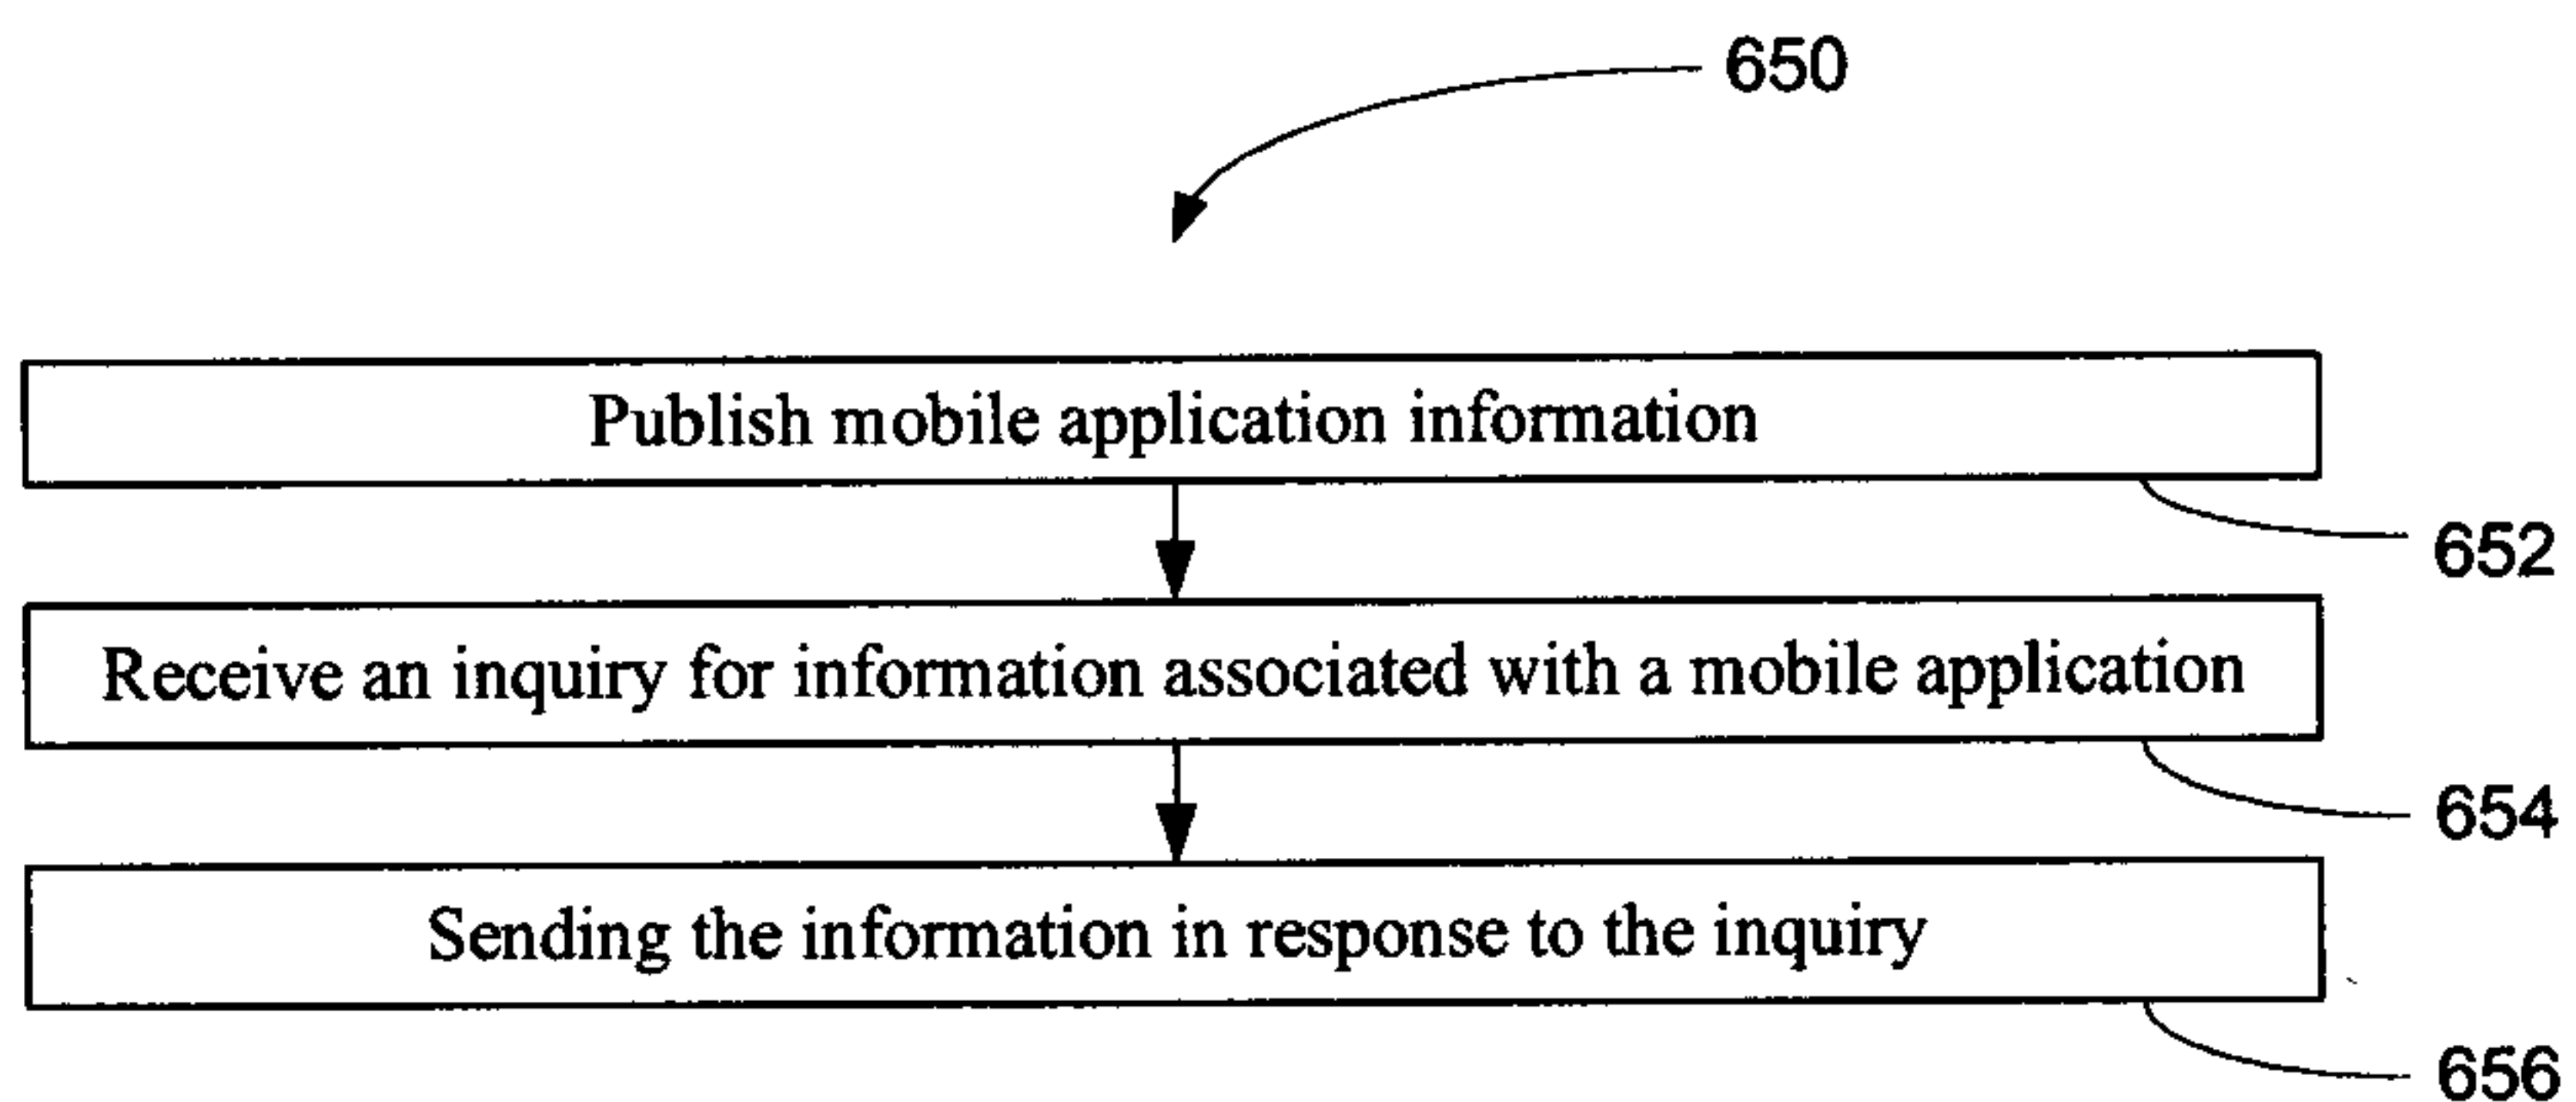 650
Publish mobile application information
652
Receive an inquiry for information associated with a mobile application
654
Sending the information in response to the inquiry
656